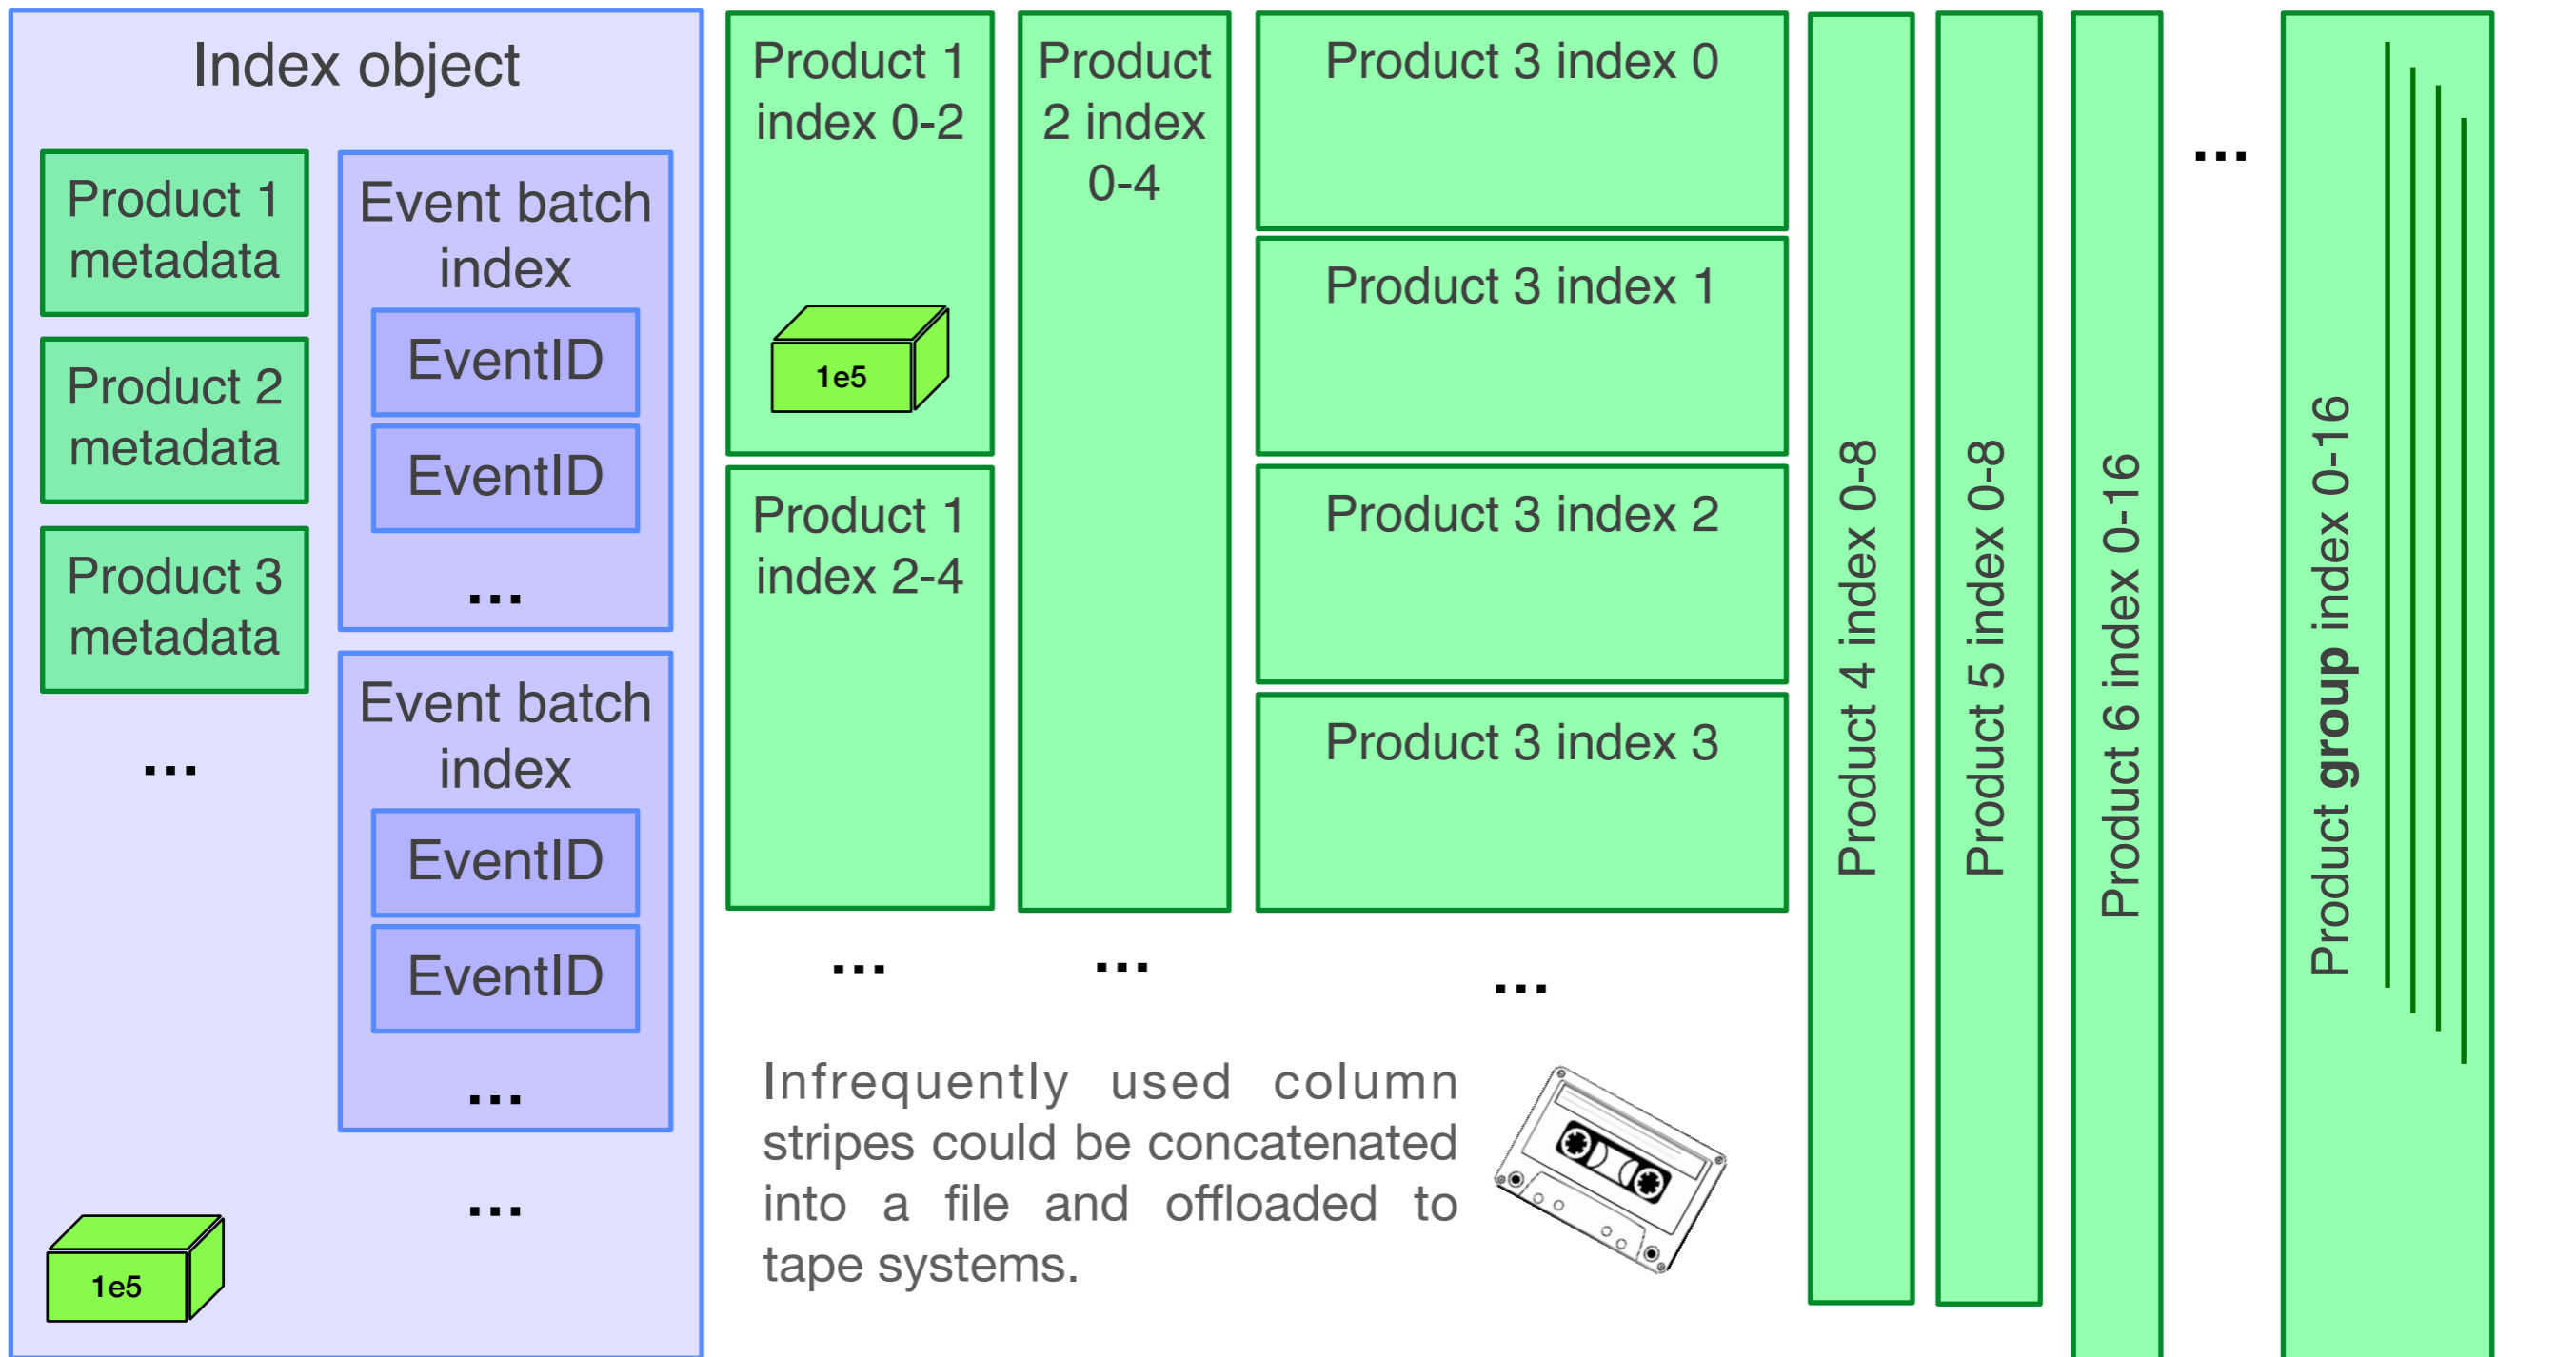 Index object
Product 1
metadata
Product 2
metadata
Product 3
metadata
...
Event batch
index
EventID
EventID
...
Event batch
index
EventID
EventID
...
...
1e5
Product 1
index 0-2
1e5
Product 1
index 2-4
...
Product
2 index
0-4
...
Product 3 index 0
Product 3 index 1
Product 3 index 2
Product 3 index 3
...
Infrequently used column
stripes could be concatenated
into a file and offloaded to
tape systems.
Product 4 index 0-8
Product 5 index 0-8
Product 6 index 0-16
...
Product group index 0-16